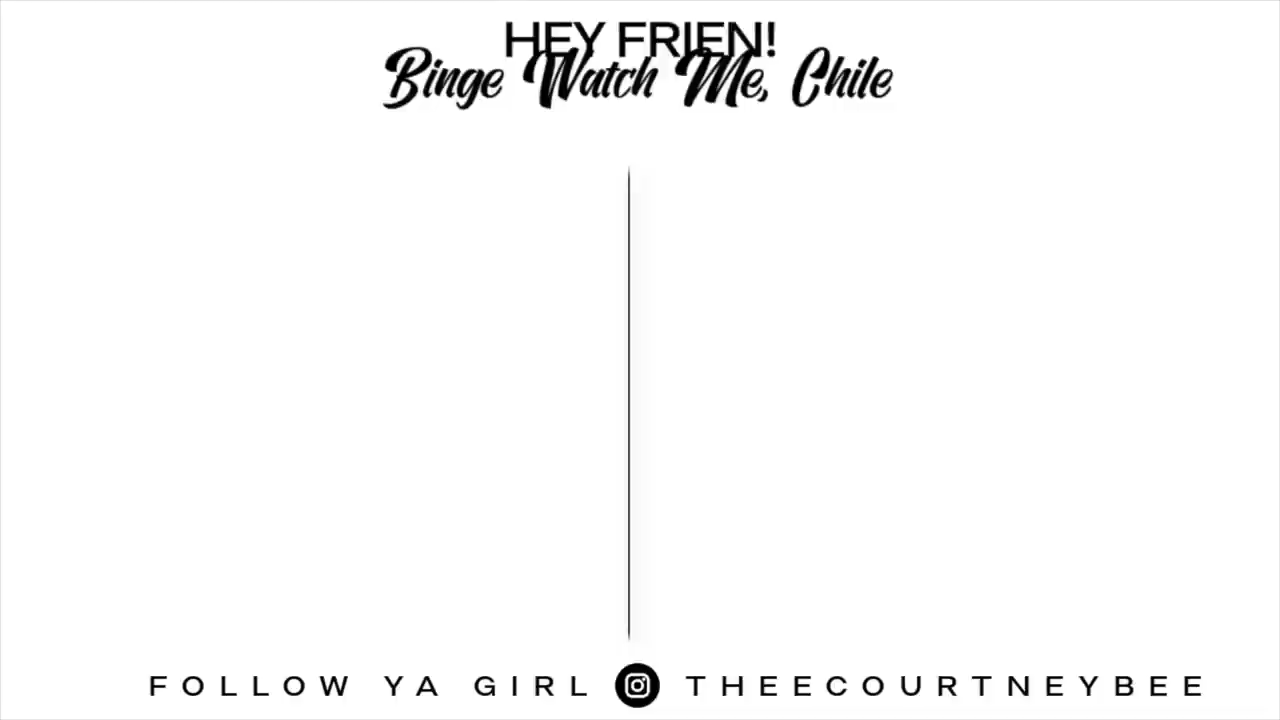 HEY FRIEN!
Binge Watch Me, Chile
FOLLOW YA GIRL THEECOURTNEYBEE